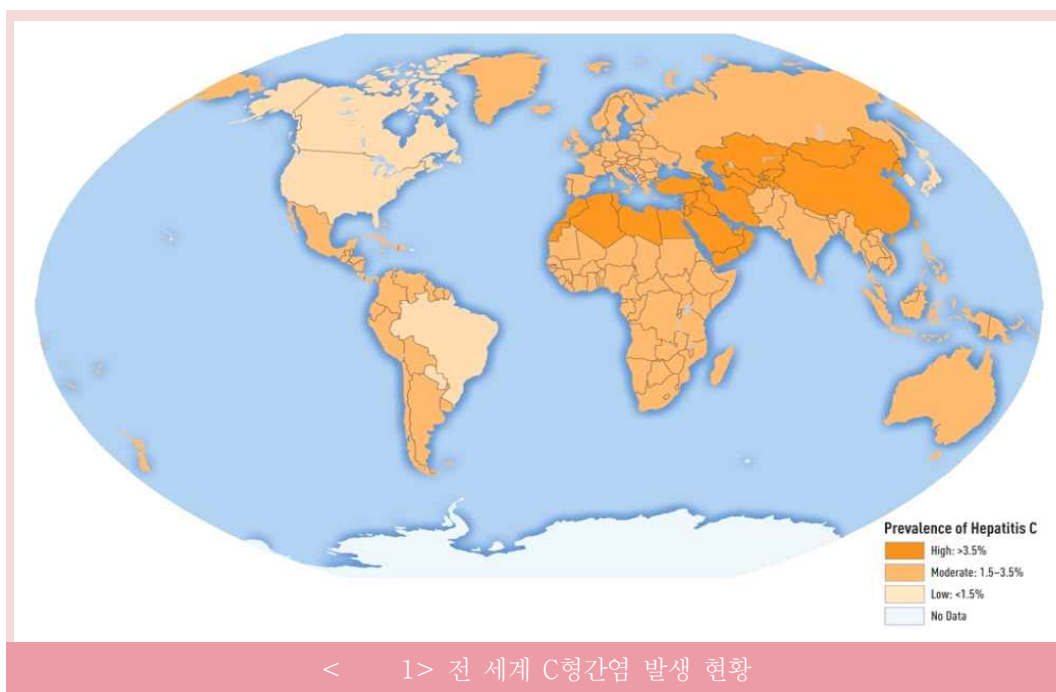 Prevalence of Hepatitis C
High: >3.5%
Moderate: 1.5–3.5%
Low: <1.5%
No Data
< 1> 전 세계 C형간염 발생 현황